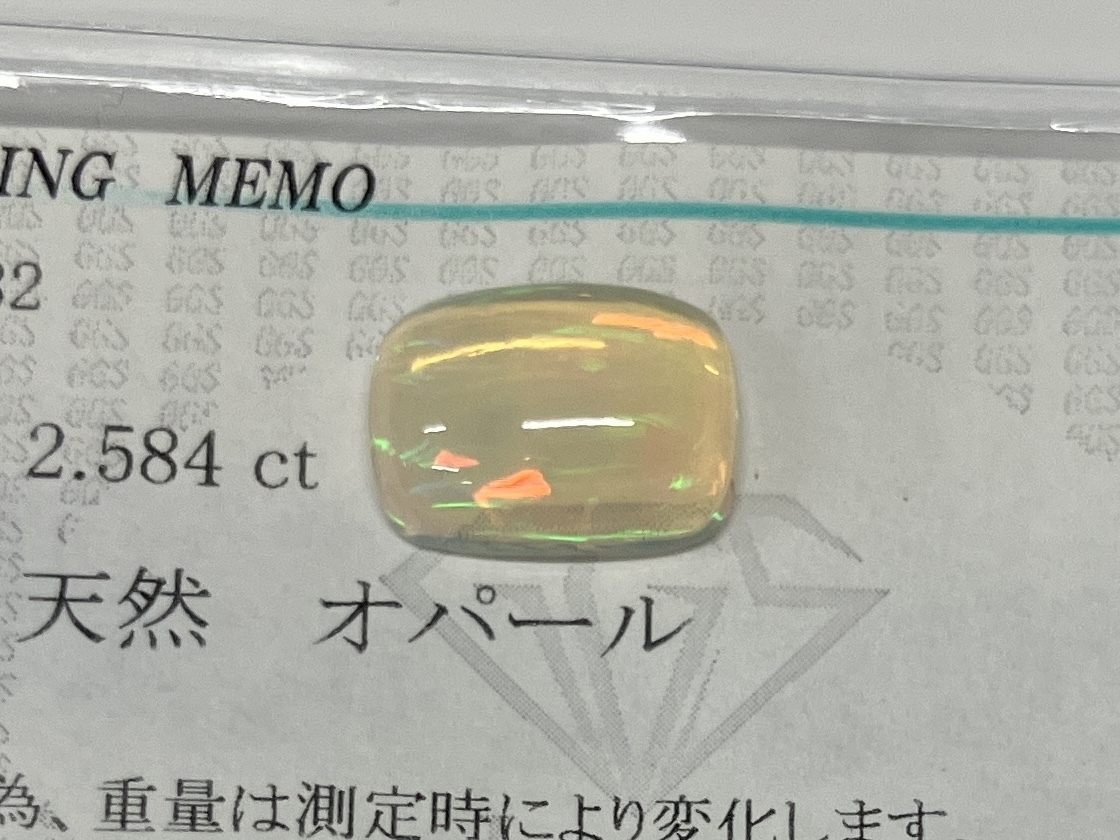 ING MEMO
32
2.584 ct
天然 オパール
為、重量は測定時により変化します